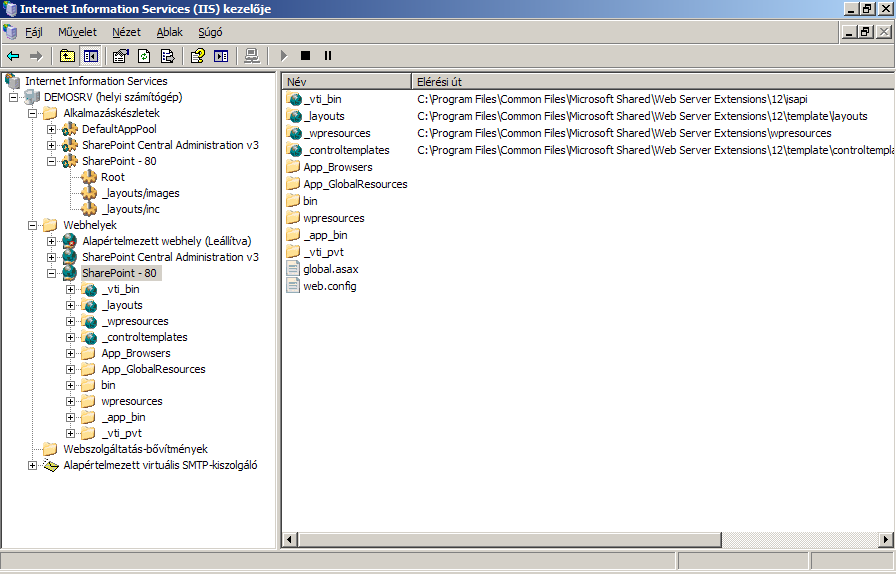 Internet Information Services (IIS) kezelője
Fájl Művelet Nézet Ablak Súgó
Internet Information Services
DEMOSRV (helyi számítógép)
Alkalmazáskészletek
DefaultAppPool
SharePoint Central Administration v3
SharePoint - 80
Root
_layouts/images
_layouts/inc
Webhelyek
Alapértelmezett webhely (Leállítva)
SharePoint Central Administration v3
SharePoint - 80
_vti_bin
_layouts
_wpresources
_controltemplates
App_Browsers
App_GlobalResources
bin
wpresources
_app_bin
_vti_pvt
Webszolgáltatás-bővítmények
Alapértelmezett virtuális SMTP-kiszolgáló
Név Elérési út
_vti_bin C:\Program Files\Common Files\Microsoft Shared\Web Server Extensions\12\isapi
_layouts C:\Program Files\Common Files\Microsoft Shared\Web Server Extensions\12\template\layouts
_wpresources C:\Program Files\Common Files\Microsoft Shared\Web Server Extensions\wpresources
_controltemplates C:\Program Files\Common Files\Microsoft Shared\Web Server Extensions\12\template\controltempla
App_Browsers
App_GlobalResources
bin
wpresources
_app_bin
_vti_pvt
global.asax
web.config